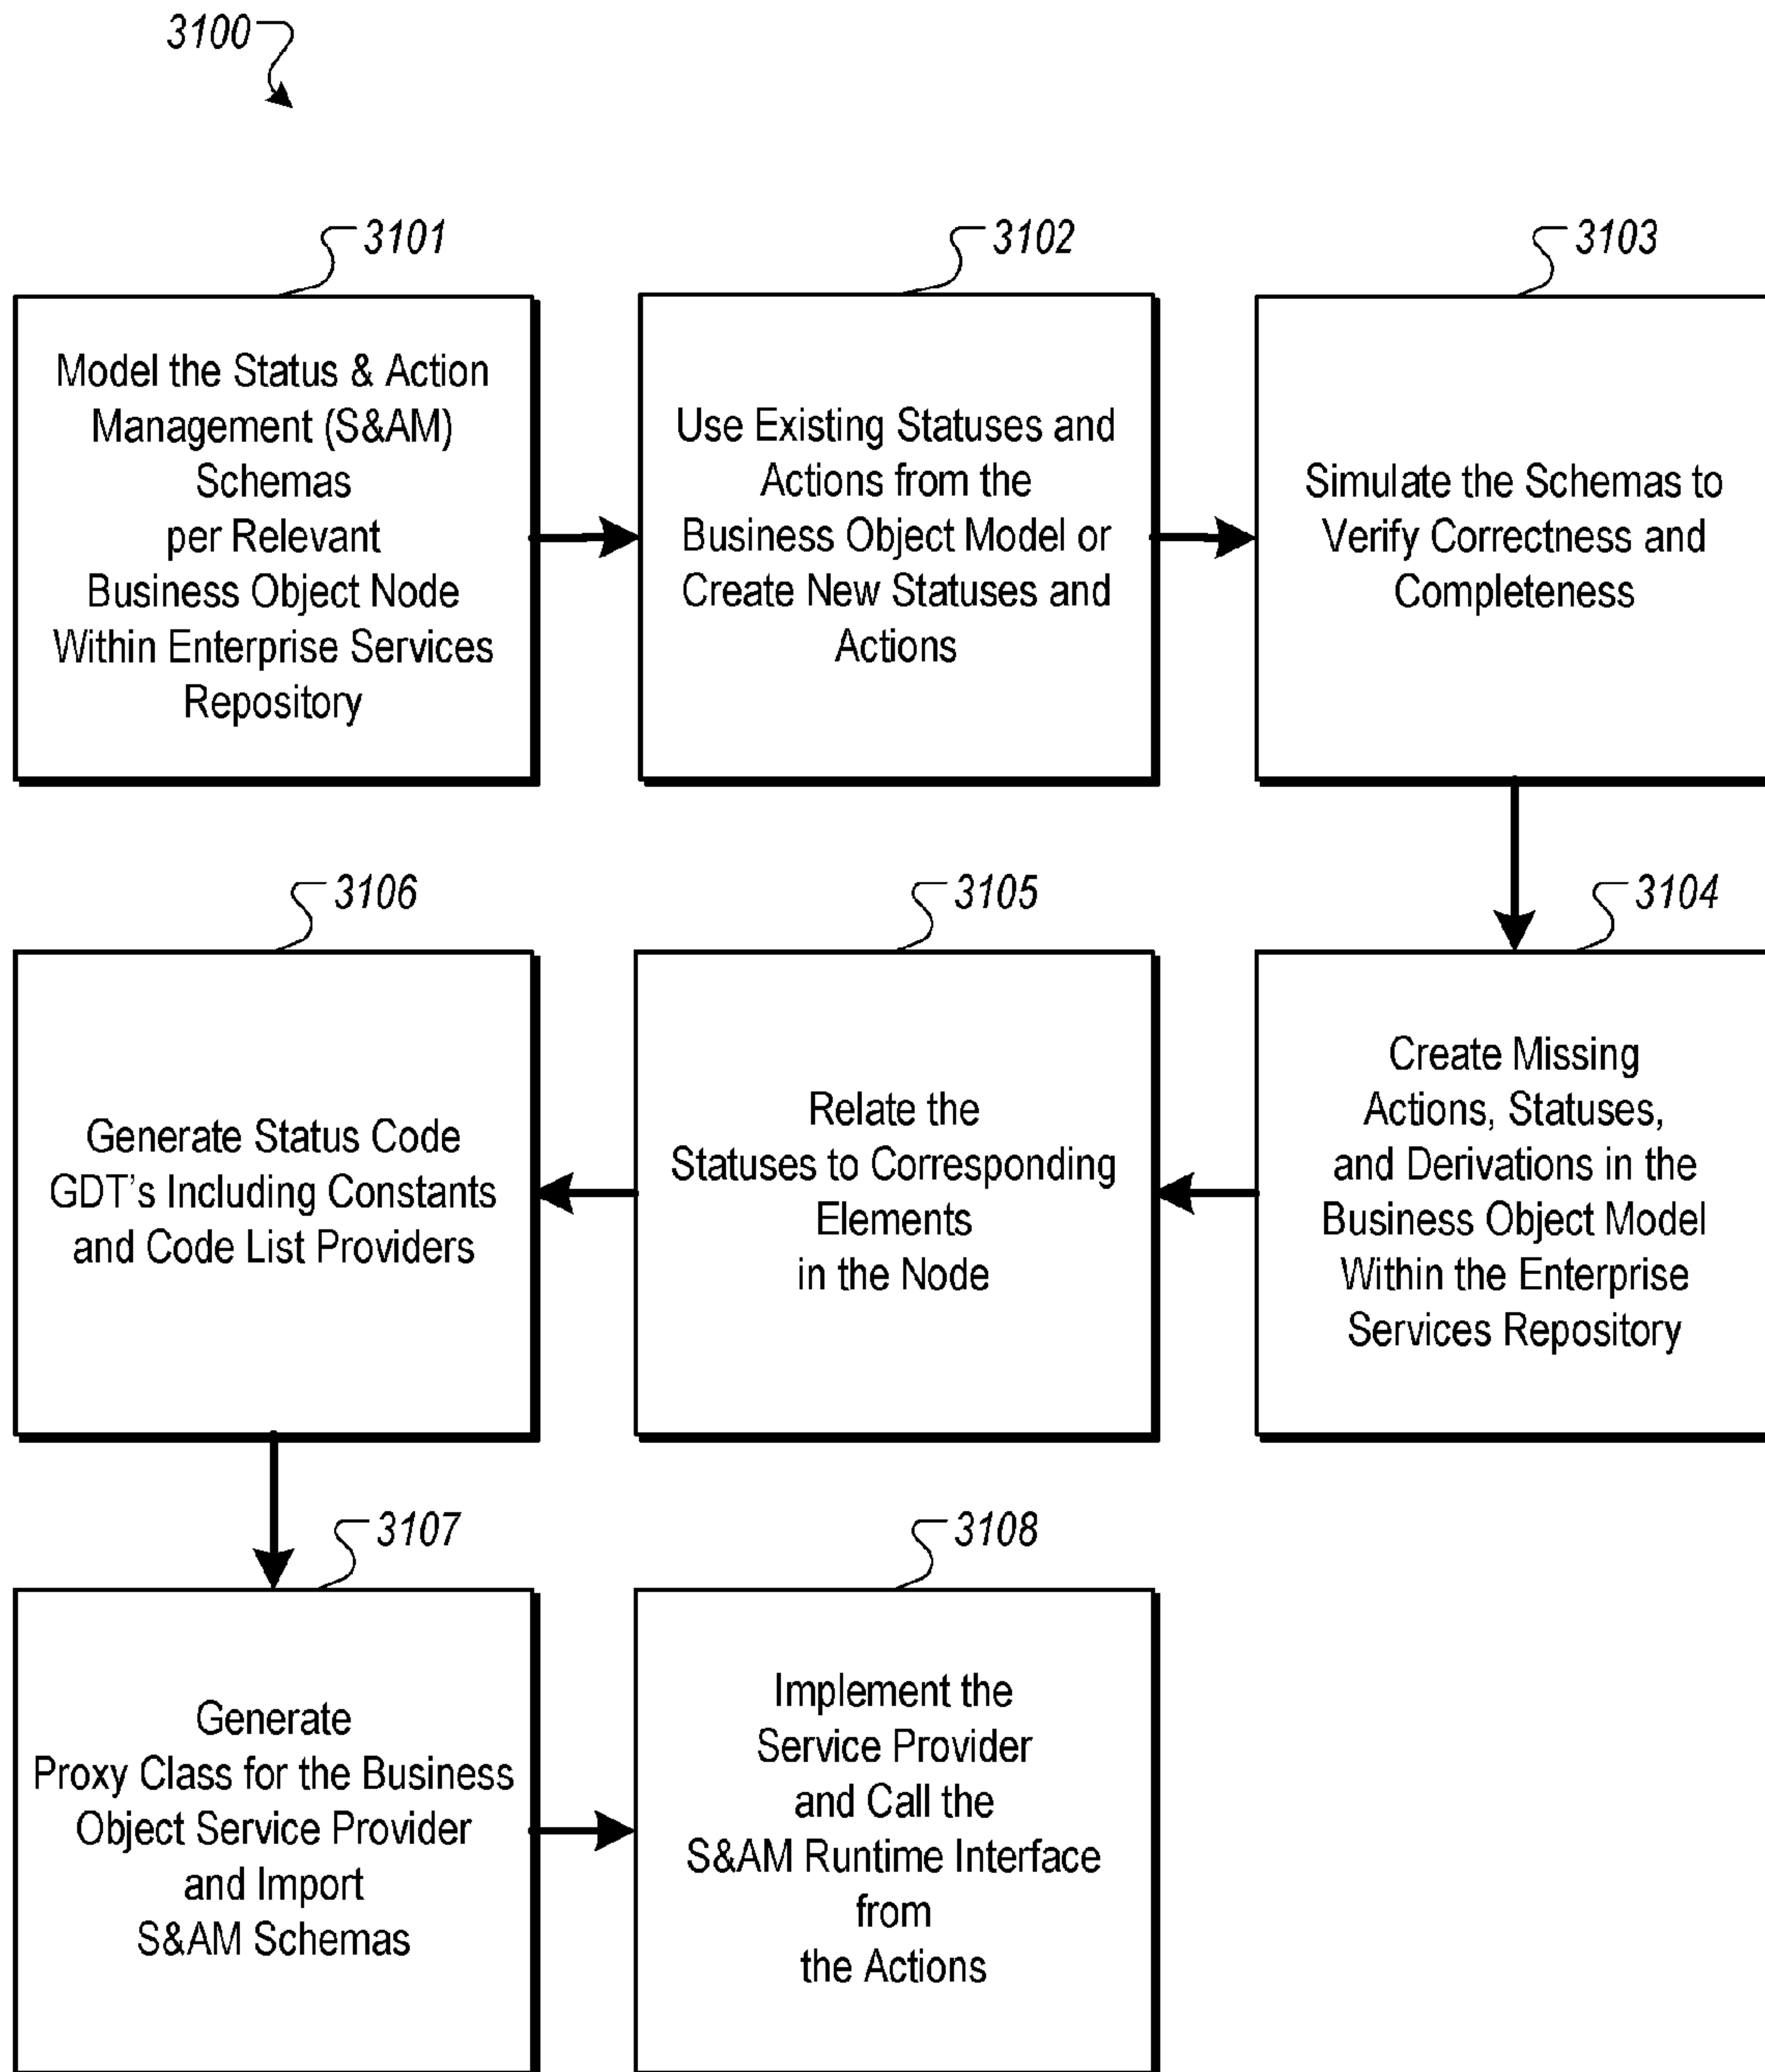 3100
3101
Model the Status & Action
Management (S&AM)
Schemas
per Relevant
Business Object Node
Within Enterprise Services
Repository
3102
Use Existing Statuses and
Actions from the
Business Object Model or
Create New Statuses and
Actions
3103
Simulate the Schemas to
Verify Correctness and
Completeness
3104
Create Missing
Actions, Statuses,
and Derivations in the
Business Object Model
Within the Enterprise
Services Repository
3105
Relate the
Statuses to Corresponding
Elements
in the Node
3106
Generate Status Code
GDT's Including Constants
and Code List Providers
3107
Generate
Proxy Class for the Business
Object Service Provider
and Import
S&AM Schemas
3108
Implement the
Service Provider
and Call the
S&AM Runtime Interface
from
the Actions